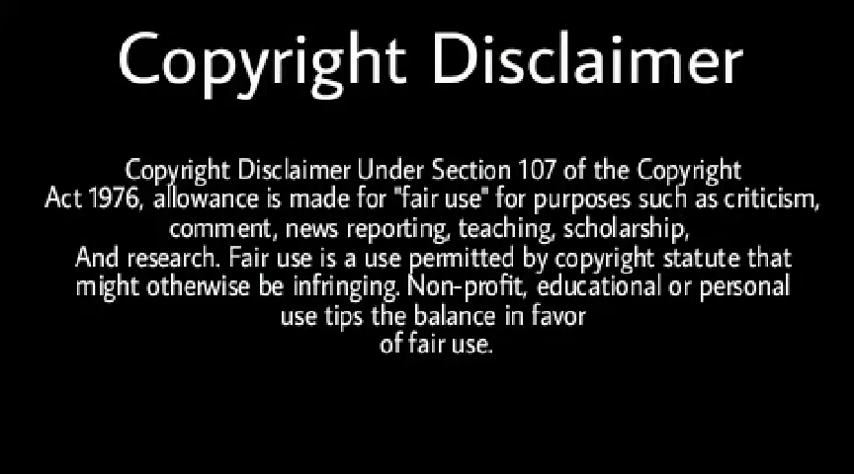 Copyright Disclaimer
Copyright Disclaimer Under Section 107 of the Copyright
Act 1976, allowance is made for "fair use" for purposes such as criticism,
comment, news reporting, teaching, scholarship,
And research. Fair use is a use permitted by copyright statute that
might otherwise be infringing. Non-profit, educational or personal
use tips the balance in favor
of fair use.